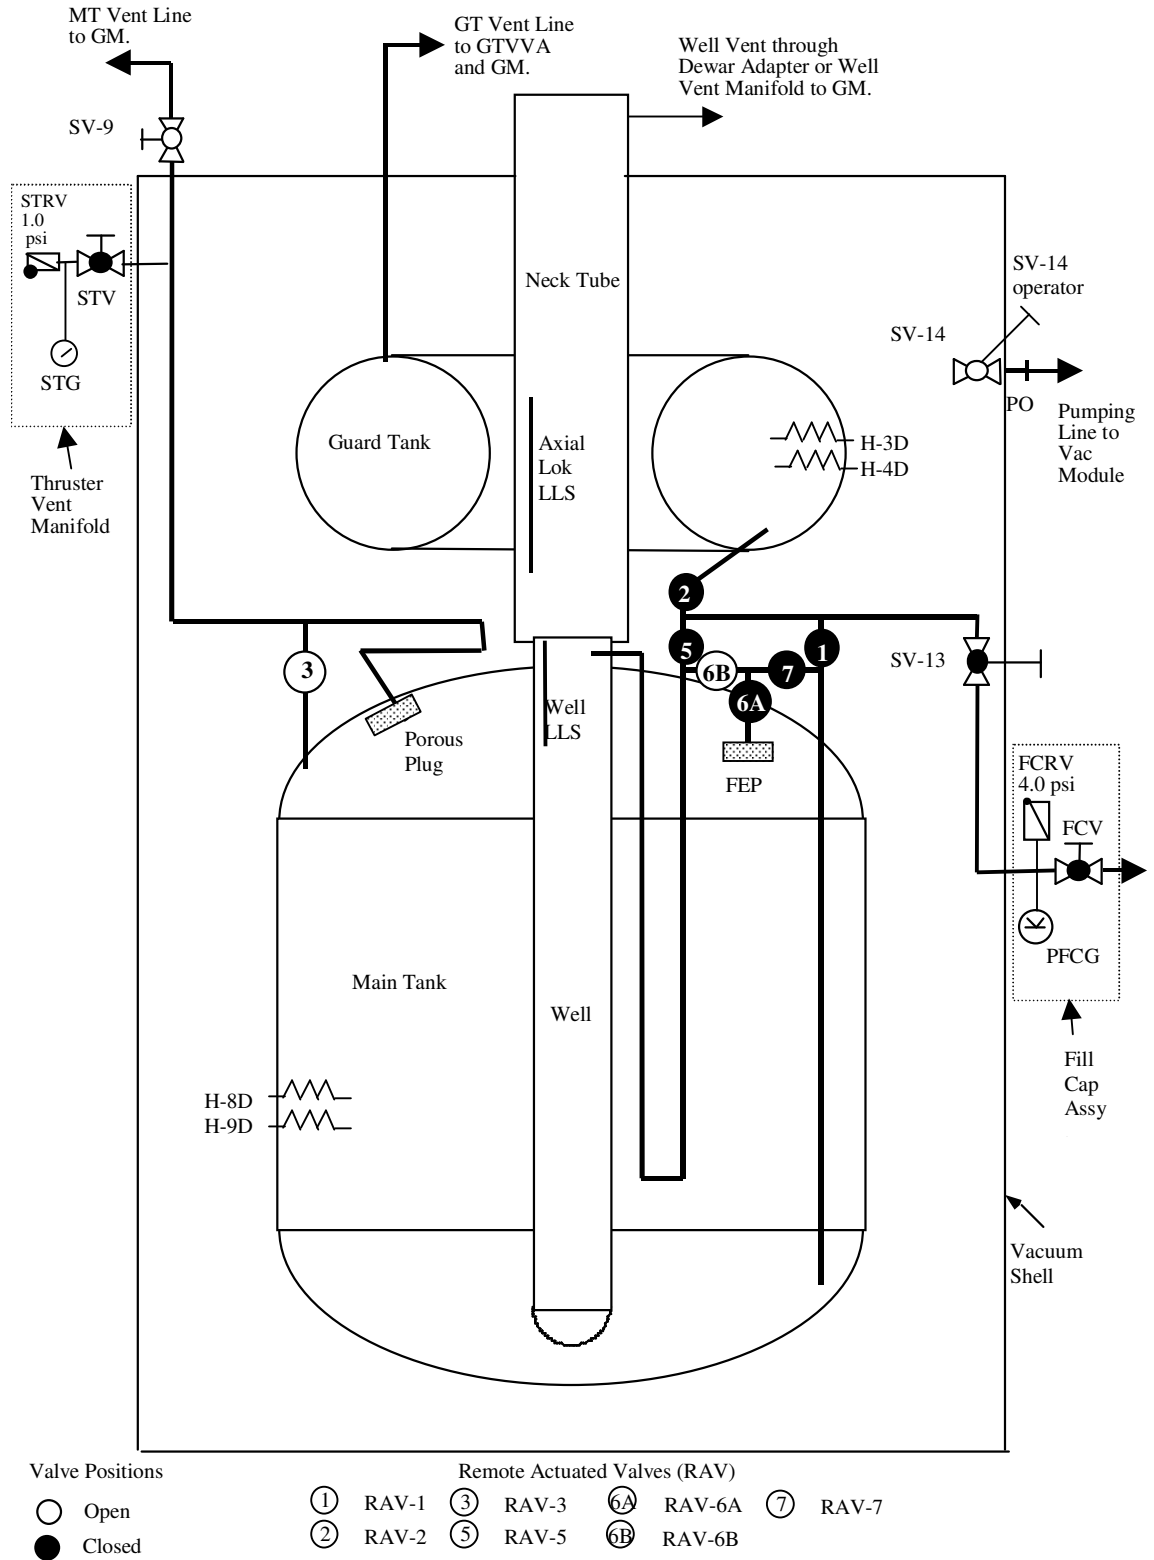 MT Vent Line
to GM.
GT Vent Line
to GTVVA
and GM.
Well Vent through
Dewar Adapter or Well
Vent Manifold to GM.
SV-9
STRV
1.0
psi
STV
STG
Thruster
Vent
Manifold
Neck Tube
SV-14
operator
SV-14
PO
Pumping
Line to
Vac
Module
Guard Tank
Axial
Lok
LLS
H-3D
H-4D
2
5
1
6B
7
6A
3
SV-13
Well
LLS
Porous
Plug
FEP
FCRV
4.0 psi
FCV
PFCG
Main Tank
Well
Fill
Cap
Assy
H-8D
H-9D
Vacuum
Shell
Valve Positions
Open
Closed
Remote Actuated Valves (RAV)
1 RAV-1 3 RAV-3 6A RAV-6A 7 RAV-7
2 RAV-2 5 RAV-5 6B RAV-6B